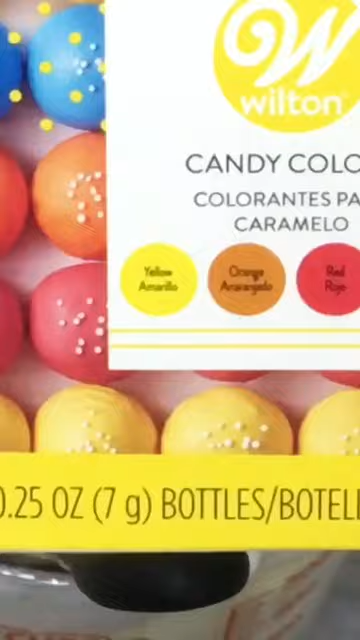 W
wilton
CANDY COLO
COLORANTES PA
CARAMELO
Yellow
Amarillo
Orange
Anaranjado
Red
Rojo
0.25 OZ (7 g) BOTTLES/BOTELL